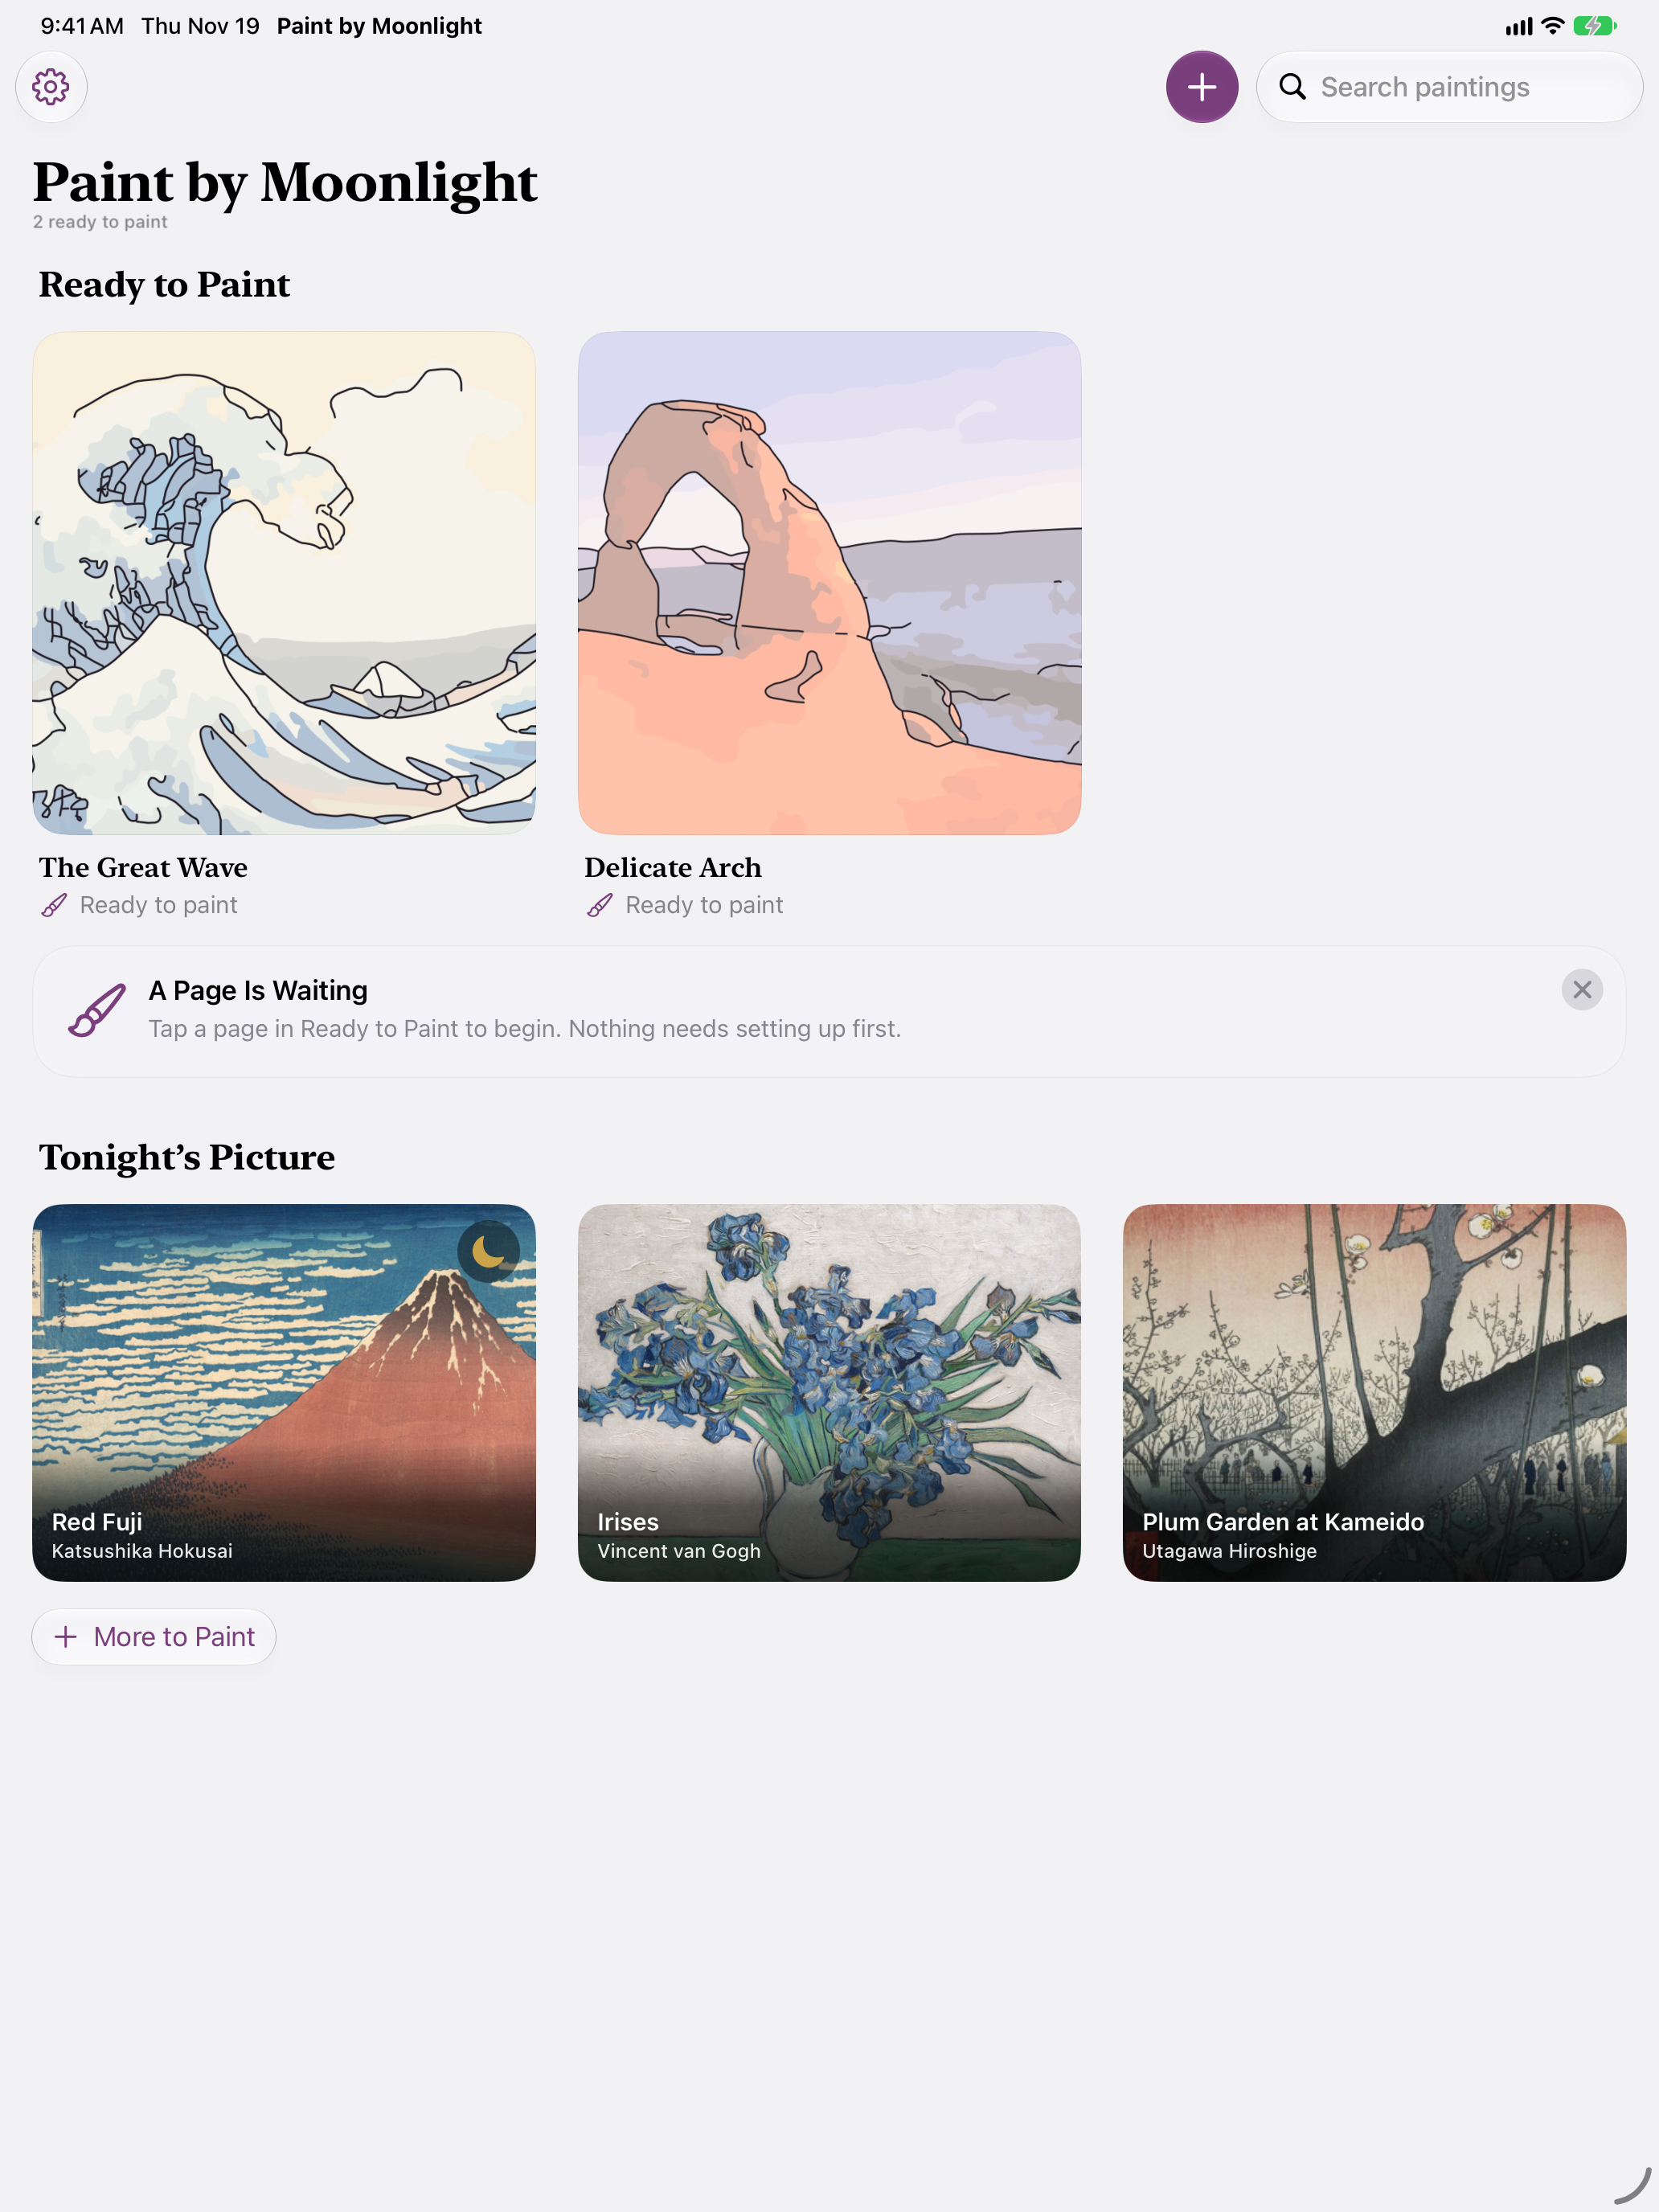 9:41 AM Thu Nov 19 Paint by Moonlight
Search paintings
Paint by Moonlight
2 ready to paint
Ready to Paint
The Great Wave
Ready to paint
Delicate Arch
Ready to paint
A Page Is Waiting
Tap a page in Ready to Paint to begin. Nothing needs setting up first.
Tonight’s Picture
Red Fuji
Katsushika Hokusai
Irises
Vincent van Gogh
Plum Garden at Kameido
Utagawa Hiroshige
More to Paint